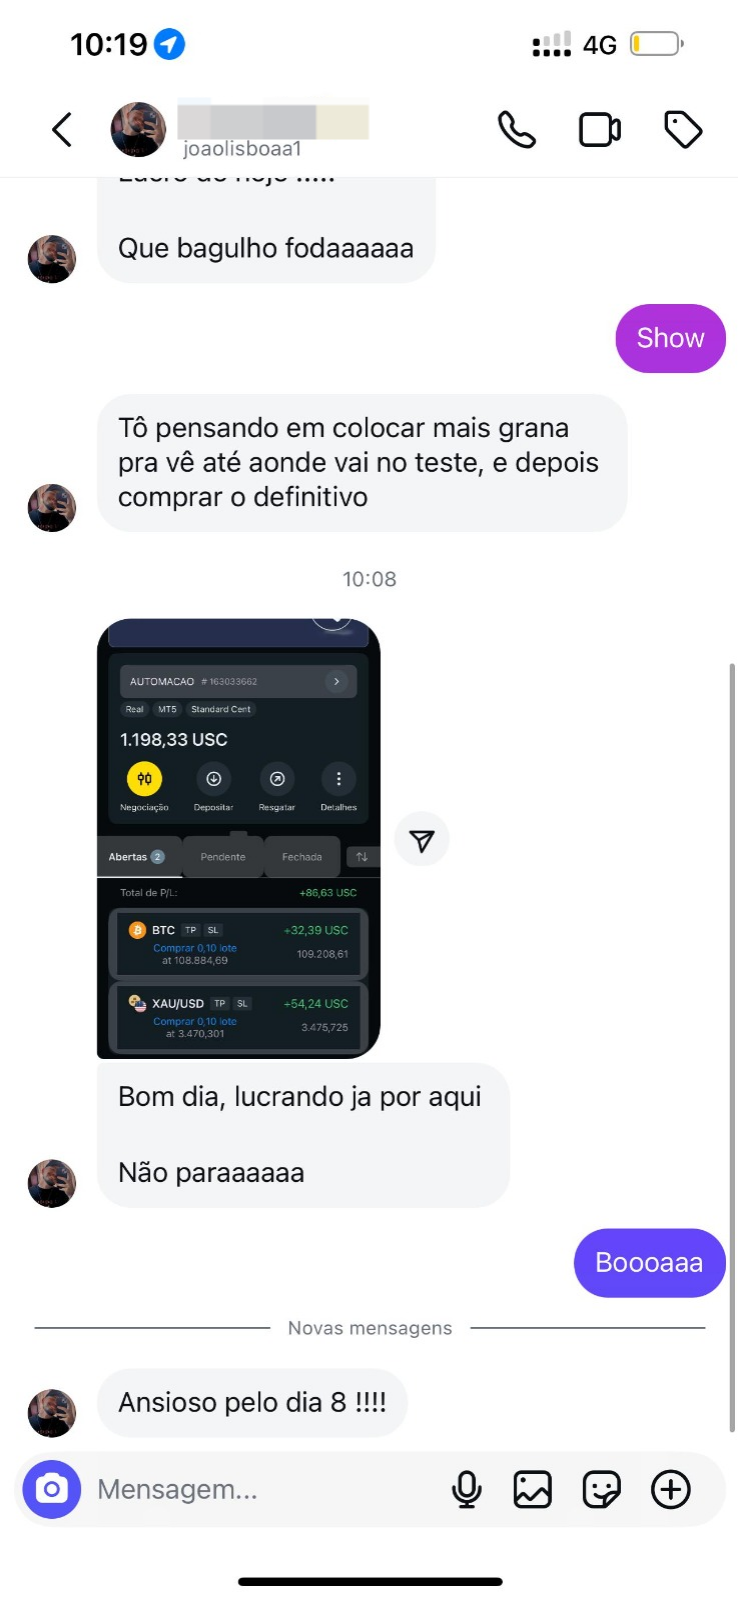 10:19
4G
joaolisboaa1
Que bagulho fodaaaaaa
Show
Tô pensando em colocar mais grana
pra vê até aonde vai no teste, e depois
comprar o definitivo
10:08
AUTOMACAO # 163033662
Real MT5 Standard Cent
1.198,33 USC
Negociação Depositar Resgatar Detalhes
Abertas 2 Pendente Fechada
Total de P/L: +86,63 USC
BTC TP SL +32,39 USC
Comprar 0,10 lote
at 108.884,69 109.208,61
XAU/USD TP SL +54,24 USC
Comprar 0,10 lote
at 3.470,301 3.475,725
Bom dia, lucrando ja por aqui
Não paraaaaaa
Boooaaa
Novas mensagens
Ansioso pelo dia 8 !!!!
Mensagem...